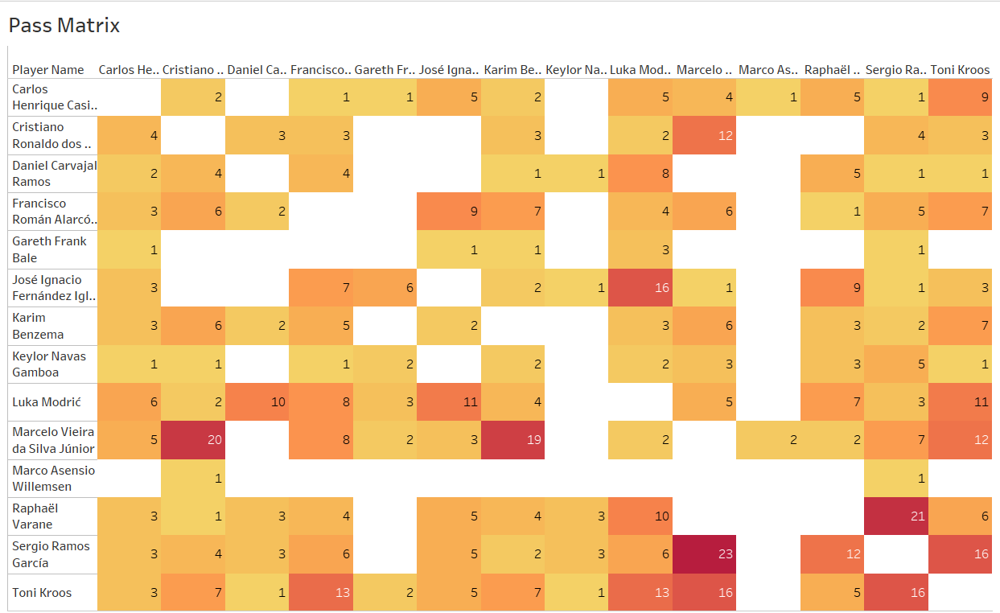 Pass Matrix
Player Name Carlos He.. Cristiano .. Daniel Ca.. Francisco.. Gareth Fr.. José Igna.. Karim Be.. Keylor Na.. Luka Mod.. Marcelo .. Marco As.. Raphaël .. Sergio Ra.. Toni Kroos
Carlos
Henrique Casi.. 2 1 1 5 2 5 4 1 5 1 9
Cristiano
Ronaldo dos .. 4 3 3 3 2 12 4 3
Daniel Carvajal
Ramos 2 4 4 1 1 8 5 1 1
Francisco
Román Alarcó.. 3 6 2 9 7 4 6 1 5 7
Gareth Frank
Bale 1 1 1 3 1
José Ignacio
Fernández Igl.. 3 7 6 2 1 16 1 9 1 3
Karim
Benzema 3 6 2 5 2 3 6 3 2 7
Keylor Navas
Gamboa 1 1 1 2 2 2 3 3 5 1
Luka Modrić 6 2 10 8 3 11 4 5 7 3 11
Marcelo Vieira
da Silva Júnior 5 20 8 2 3 19 2 2 2 7 12
Marco Asensio
Willemsen 1 1
Raphaël
Varane 3 1 3 4 5 4 3 10 21 6
Sergio Ramos
García 3 4 3 6 5 2 3 6 23 12 16
Toni Kroos 3 7 1 13 2 5 7 1 13 16 5 16